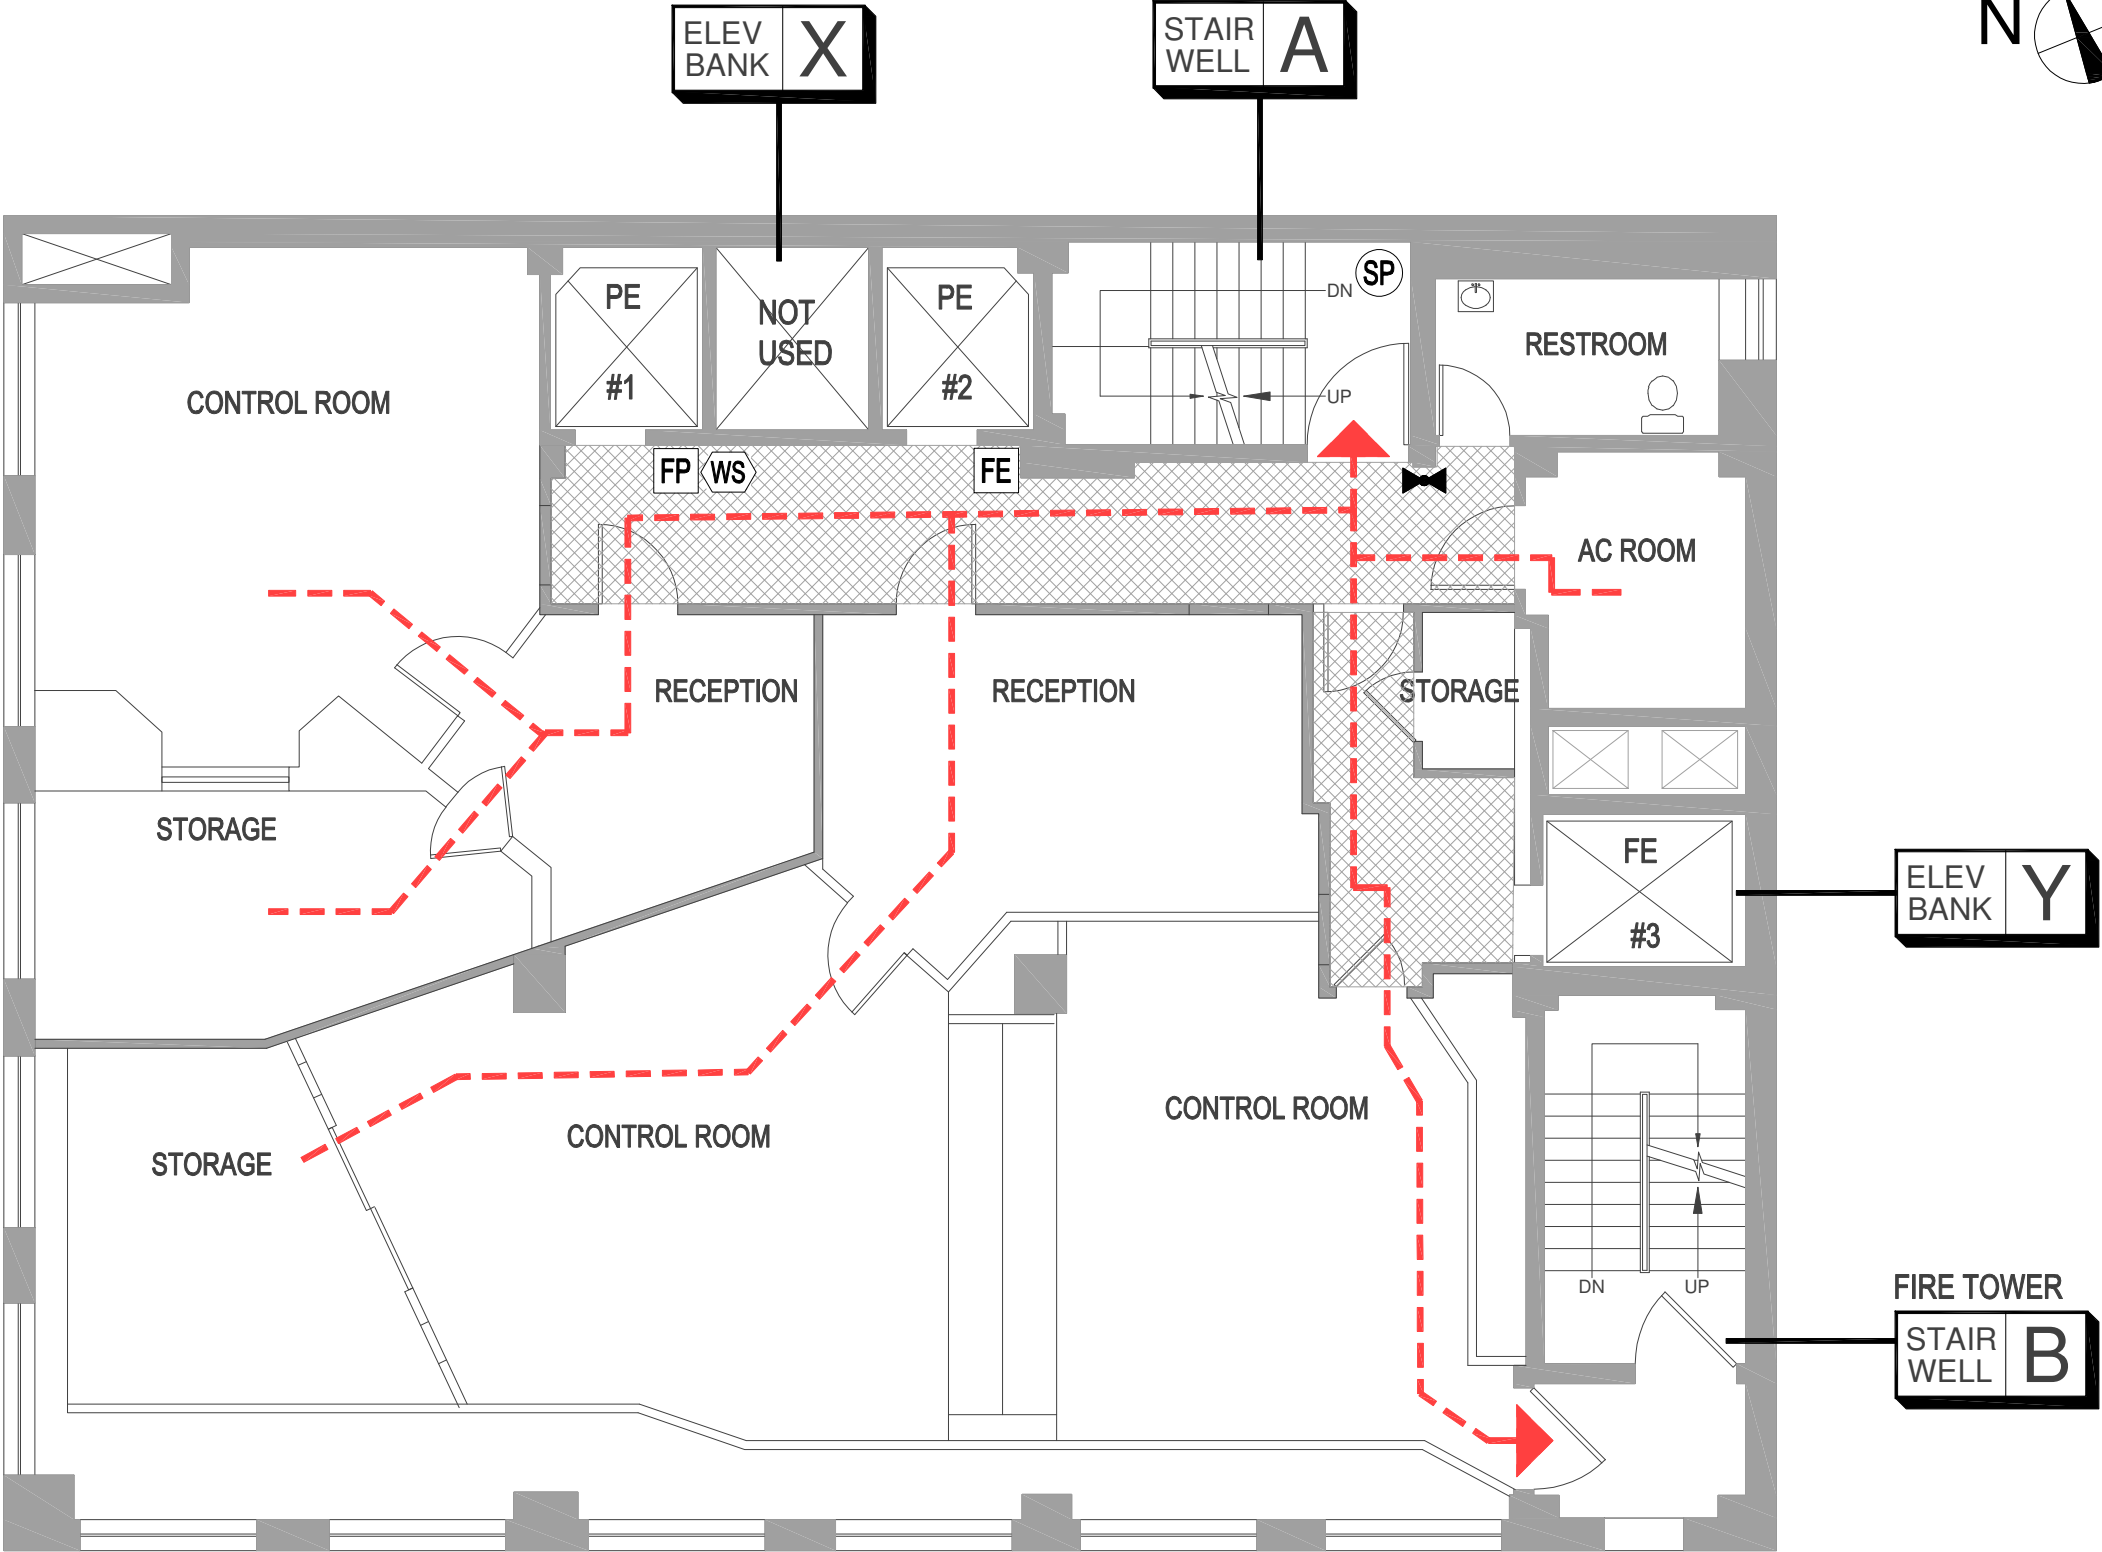 ELEV
BANK
X
STAIR
WELL
A
N
PE
#1
NOT
USED
PE
#2
DN
SP
UP
RESTROOM
CONTROL ROOM
FP
WS
FE
AC ROOM
RECEPTION
RECEPTION
STORAGE
STORAGE
FE
#3
ELEV
BANK
Y
CONTROL ROOM
CONTROL ROOM
STORAGE
DN
UP
FIRE TOWER
STAIR
WELL
B